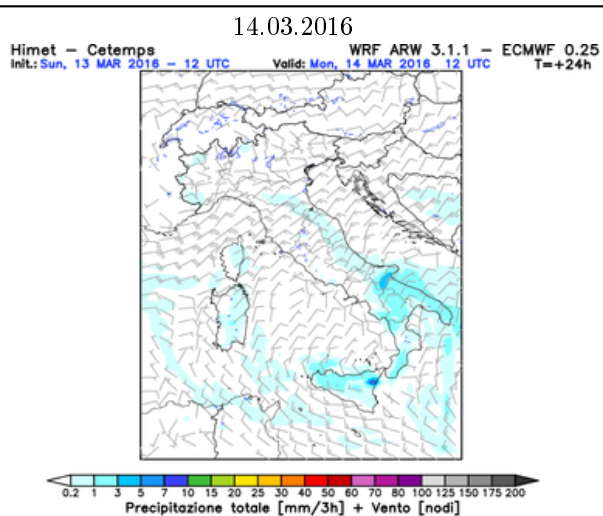 14.03.2016
Himet – Cetemps WRF ARW 3.1.1 – ECMWF 0.25
Init.: Sun, 13 MAR 2016 – 12 UTC Valid: Mon, 14 MAR 2016 12 UTC T=+24h
0.2 1 3 5 7 10 15 20 25 30 40 50 60 70 80 100 125 150 175 200
Precipitazione totale [mm/3h] + Vento [nodi]